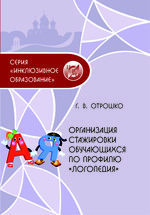 СЕРИЯ
«ИНКЛЮЗИВНОЕ
ОБРАЗОВАНИЕ»
Г. В. ОТРОШКО
ОРГАНИЗАЦИЯ
СТАЖИРОВКИ
ОБУЧАЮЩИХСЯ
ПО ПРОФИЛЮ
«ЛОГОПЕДИЯ»
А Я